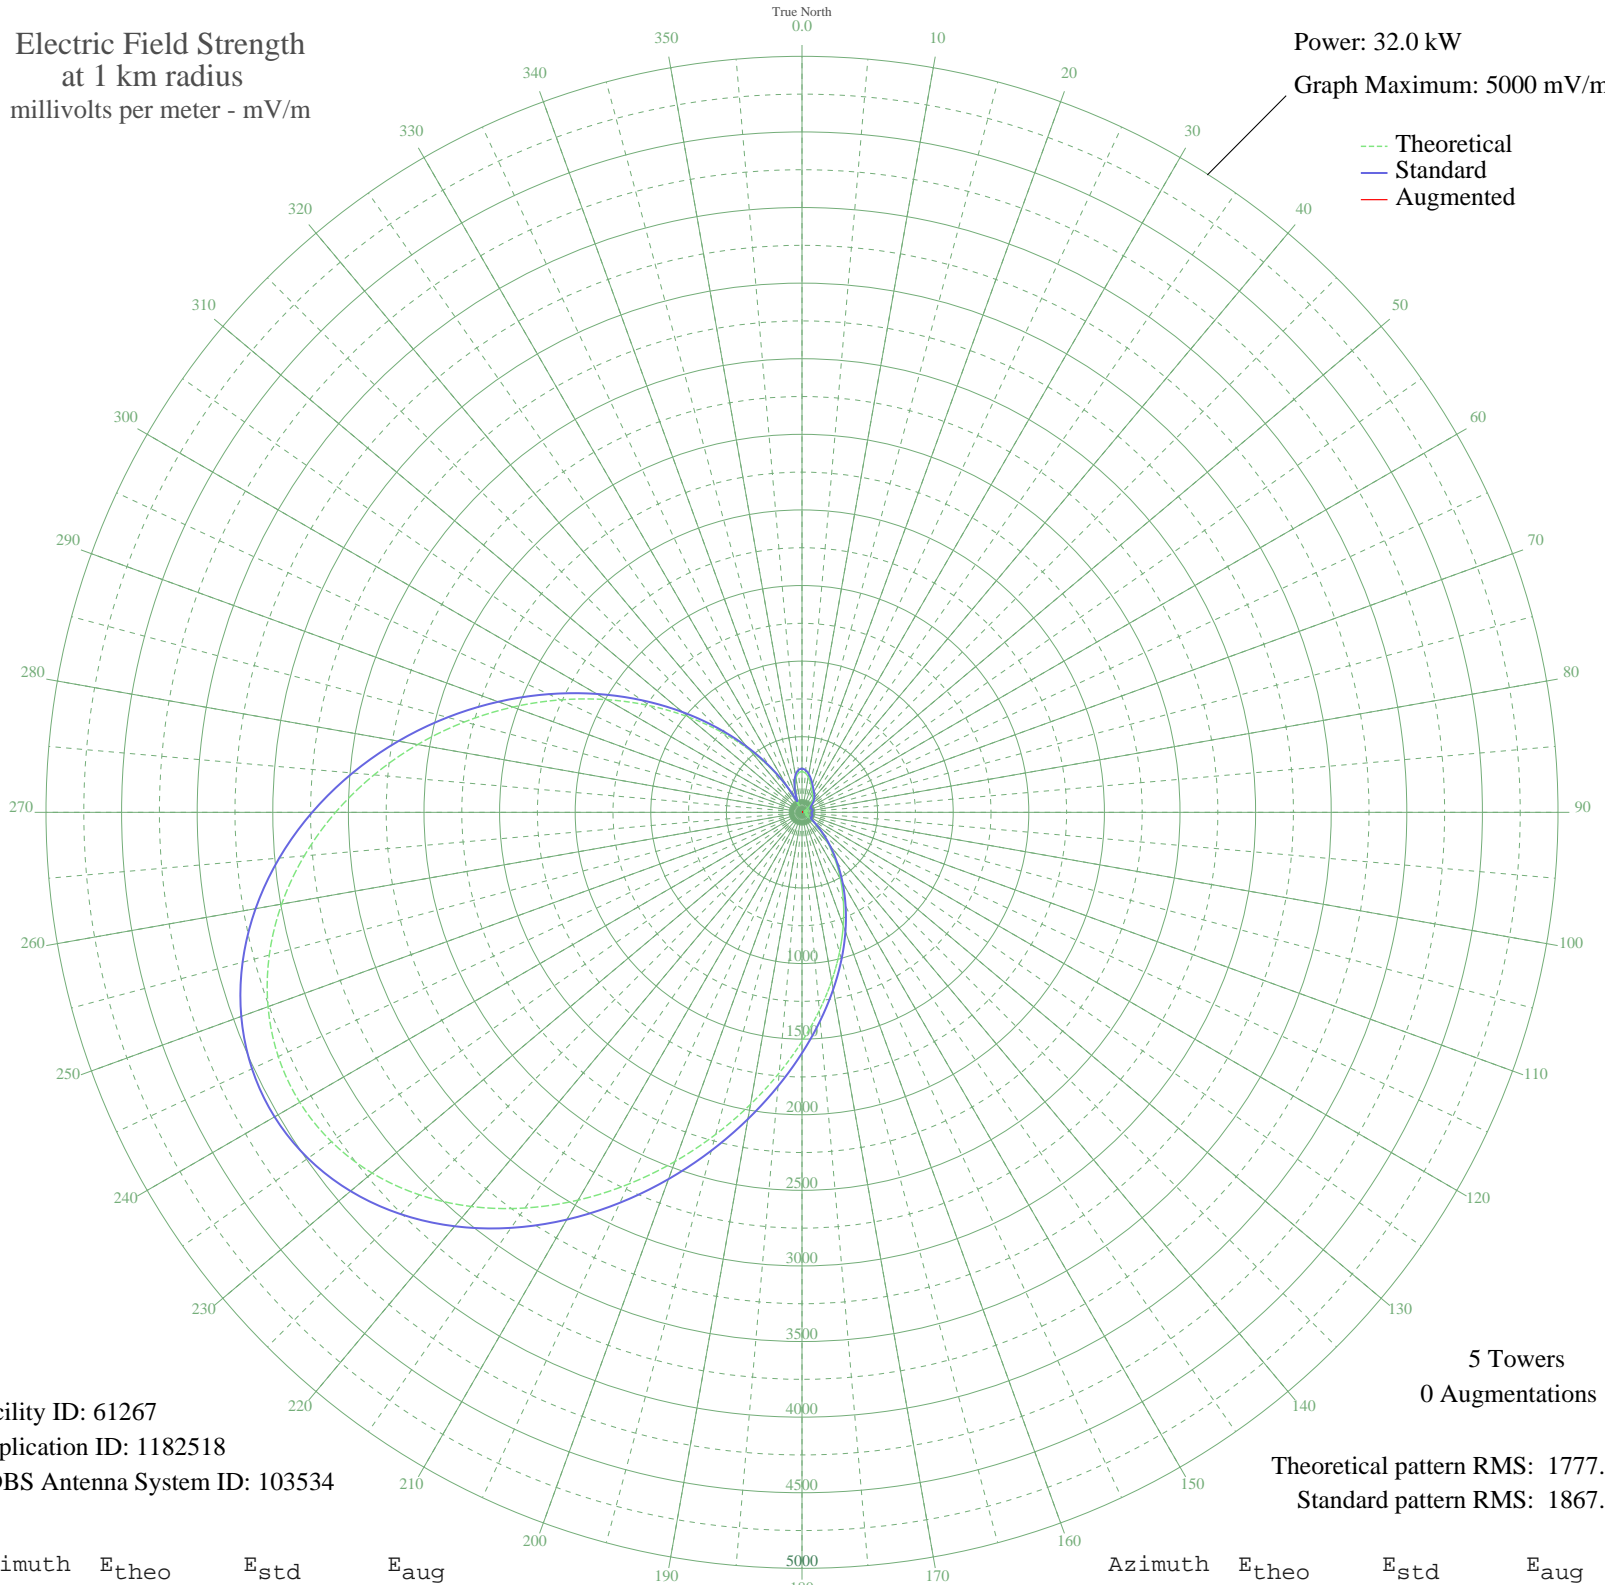 True North
0.0
Electric Field Strength
at 1 km radius
millivolts per meter - mV/m
Power: 32.0 kW
Graph Maximum: 5000 mV/m
Theoretical
Standard
Augmented
10
20
30
40
50
60
70
80
90
100
110
120
130
140
150
160
170
190
200
210
220
230
240
250
260
270
280
290
300
310
320
330
340
350
1000
1500
2000
2500
3000
3500
4000
4500
5000
5 Towers
0 Augmentations
cility ID: 61267
plication ID: 1182518
DBS Antenna System ID: 103534
Theoretical pattern RMS: 1777.
Standard pattern RMS: 1867.
imuth Etheo Estd Eaug
Azimuth Etheo Estd Eaug